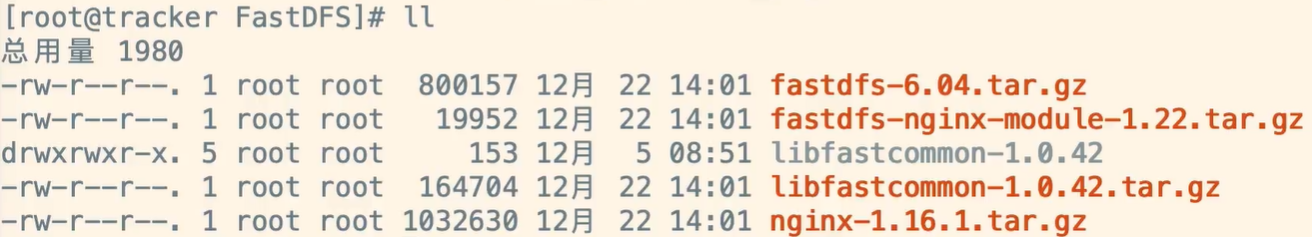 [root@tracker FastDFS]# ll
总用量 1980
-rw-r--r--. 1 root root  800157 12月  22 14:01 fastdfs-6.04.tar.gz
-rw-r--r--. 1 root root   19952 12月  22 14:01 fastdfs-nginx-module-1.22.tar.gz
drwxrwxr-x. 5 root root     153 12月   5 08:51 libfastcommon-1.0.42
-rw-r--r--. 1 root root  164704 12月  22 14:01 libfastcommon-1.0.42.tar.gz
-rw-r--r--. 1 root root 1032630 12月  22 14:01 nginx-1.16.1.tar.gz